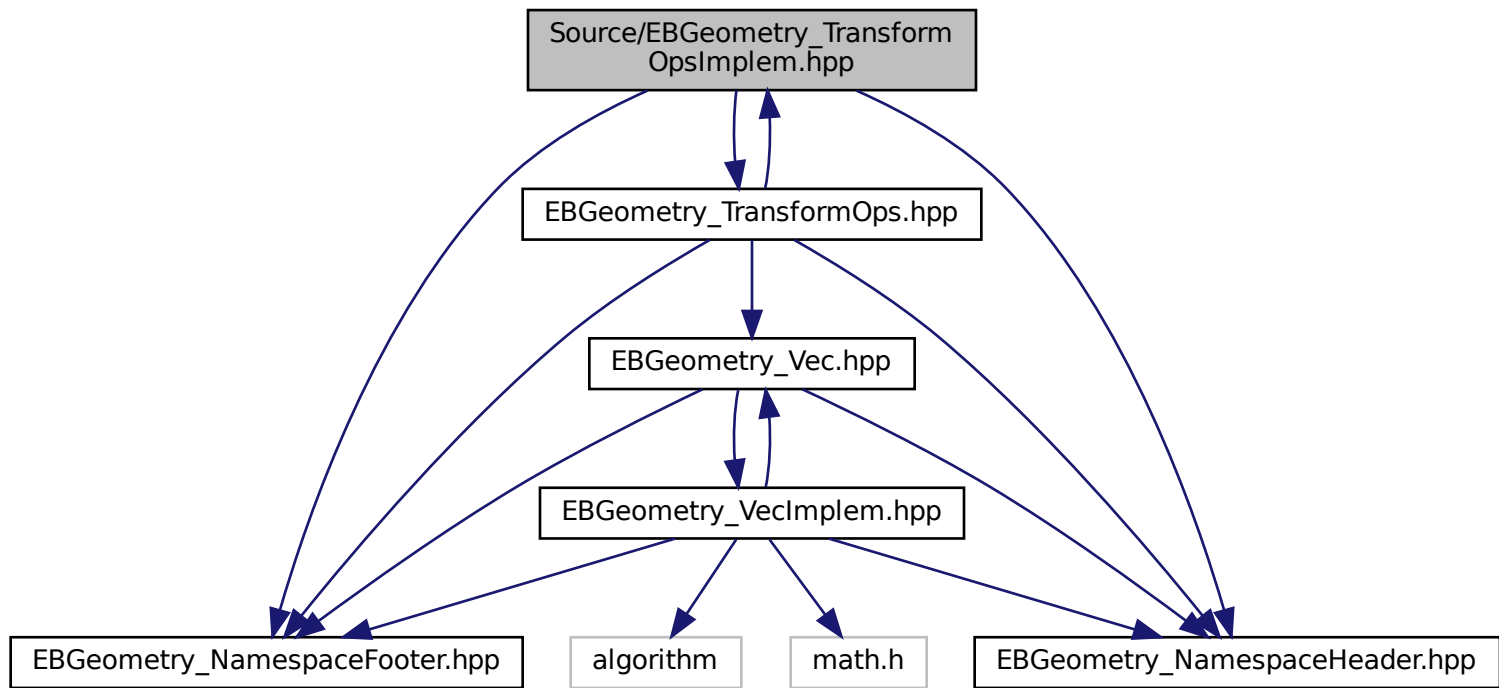 Source/EBGeometry_Transform
OpsImplem.hpp
EBGeometry_TransformOps.hpp
EBGeometry_Vec.hpp
EBGeometry_VecImplem.hpp
EBGeometry_NamespaceFooter.hpp
algorithm
math.h
EBGeometry_NamespaceHeader.hpp